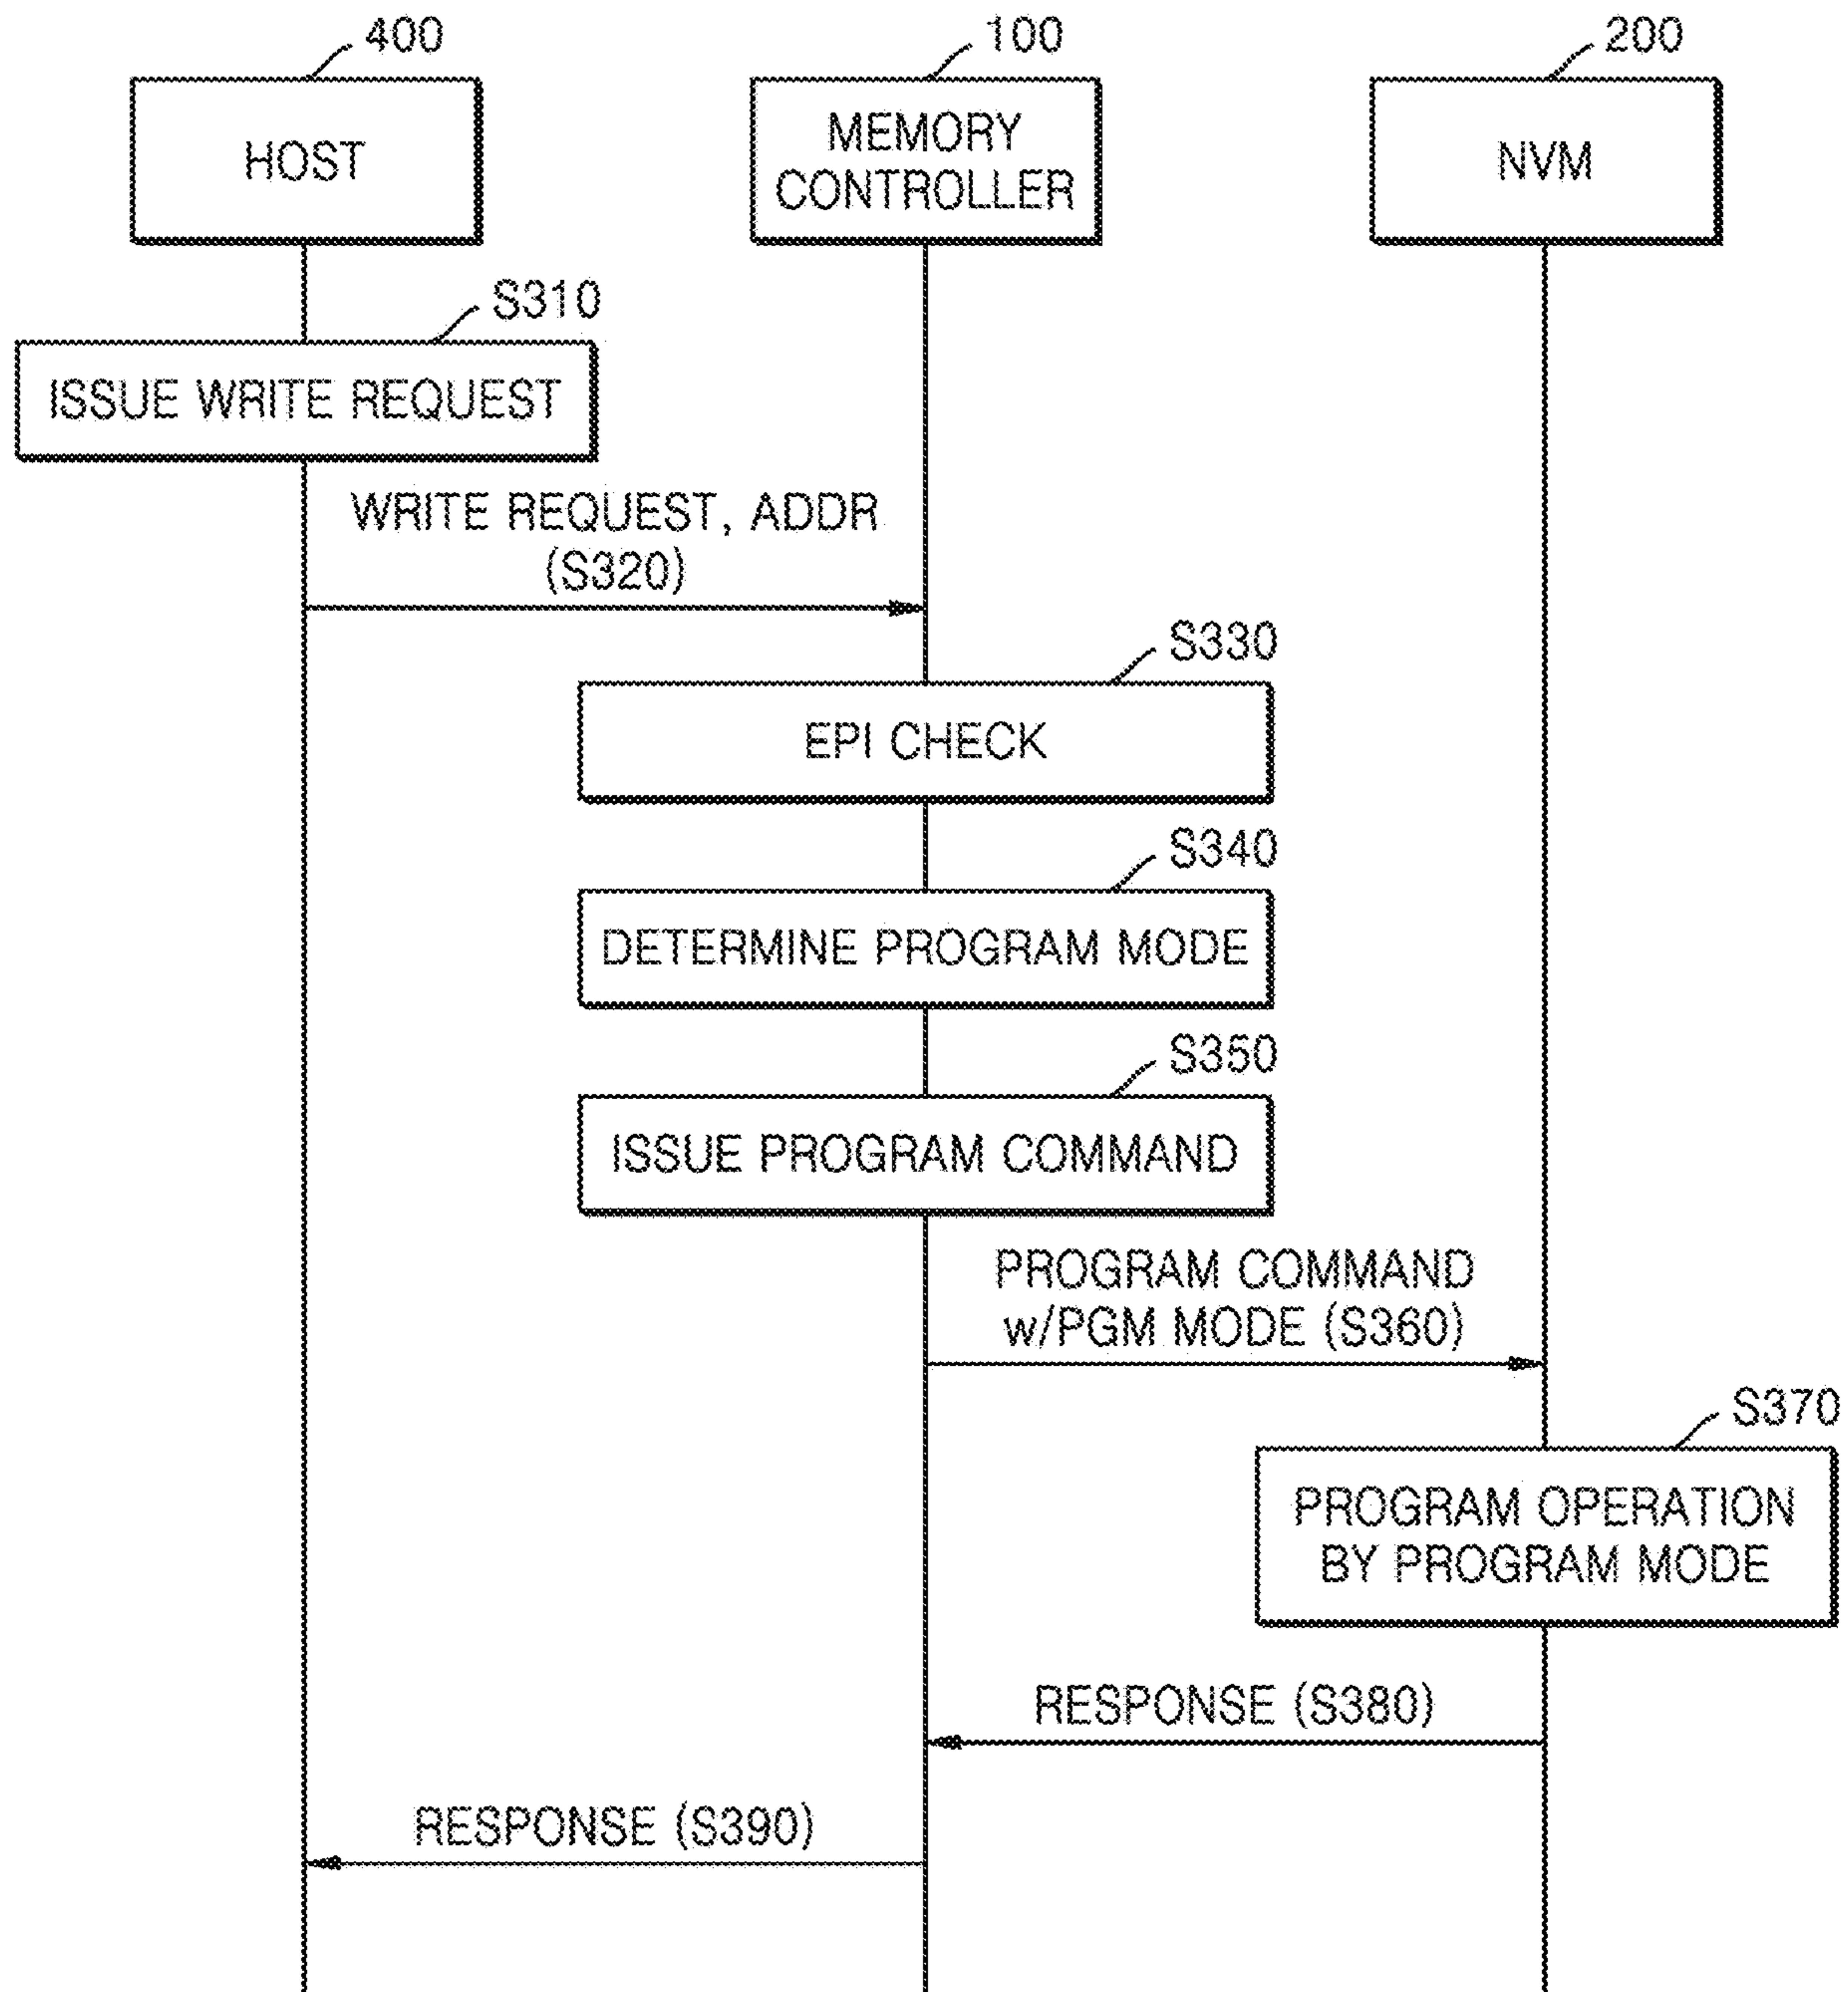 400
100
200
HOST
MEMORY
CONTROLLER
NVM
S310
ISSUE WRITE REQUEST
WRITE REQUEST, ADDR
(S320)
S330
EPI CHECK
S340
DETERMINE PROGRAM MODE
S350
ISSUE PROGRAM COMMAND
PROGRAM COMMAND
w/PGM MODE (S360)
S370
PROGRAM OPERATION
BY PROGRAM MODE
RESPONSE (S380)
RESPONSE (S390)